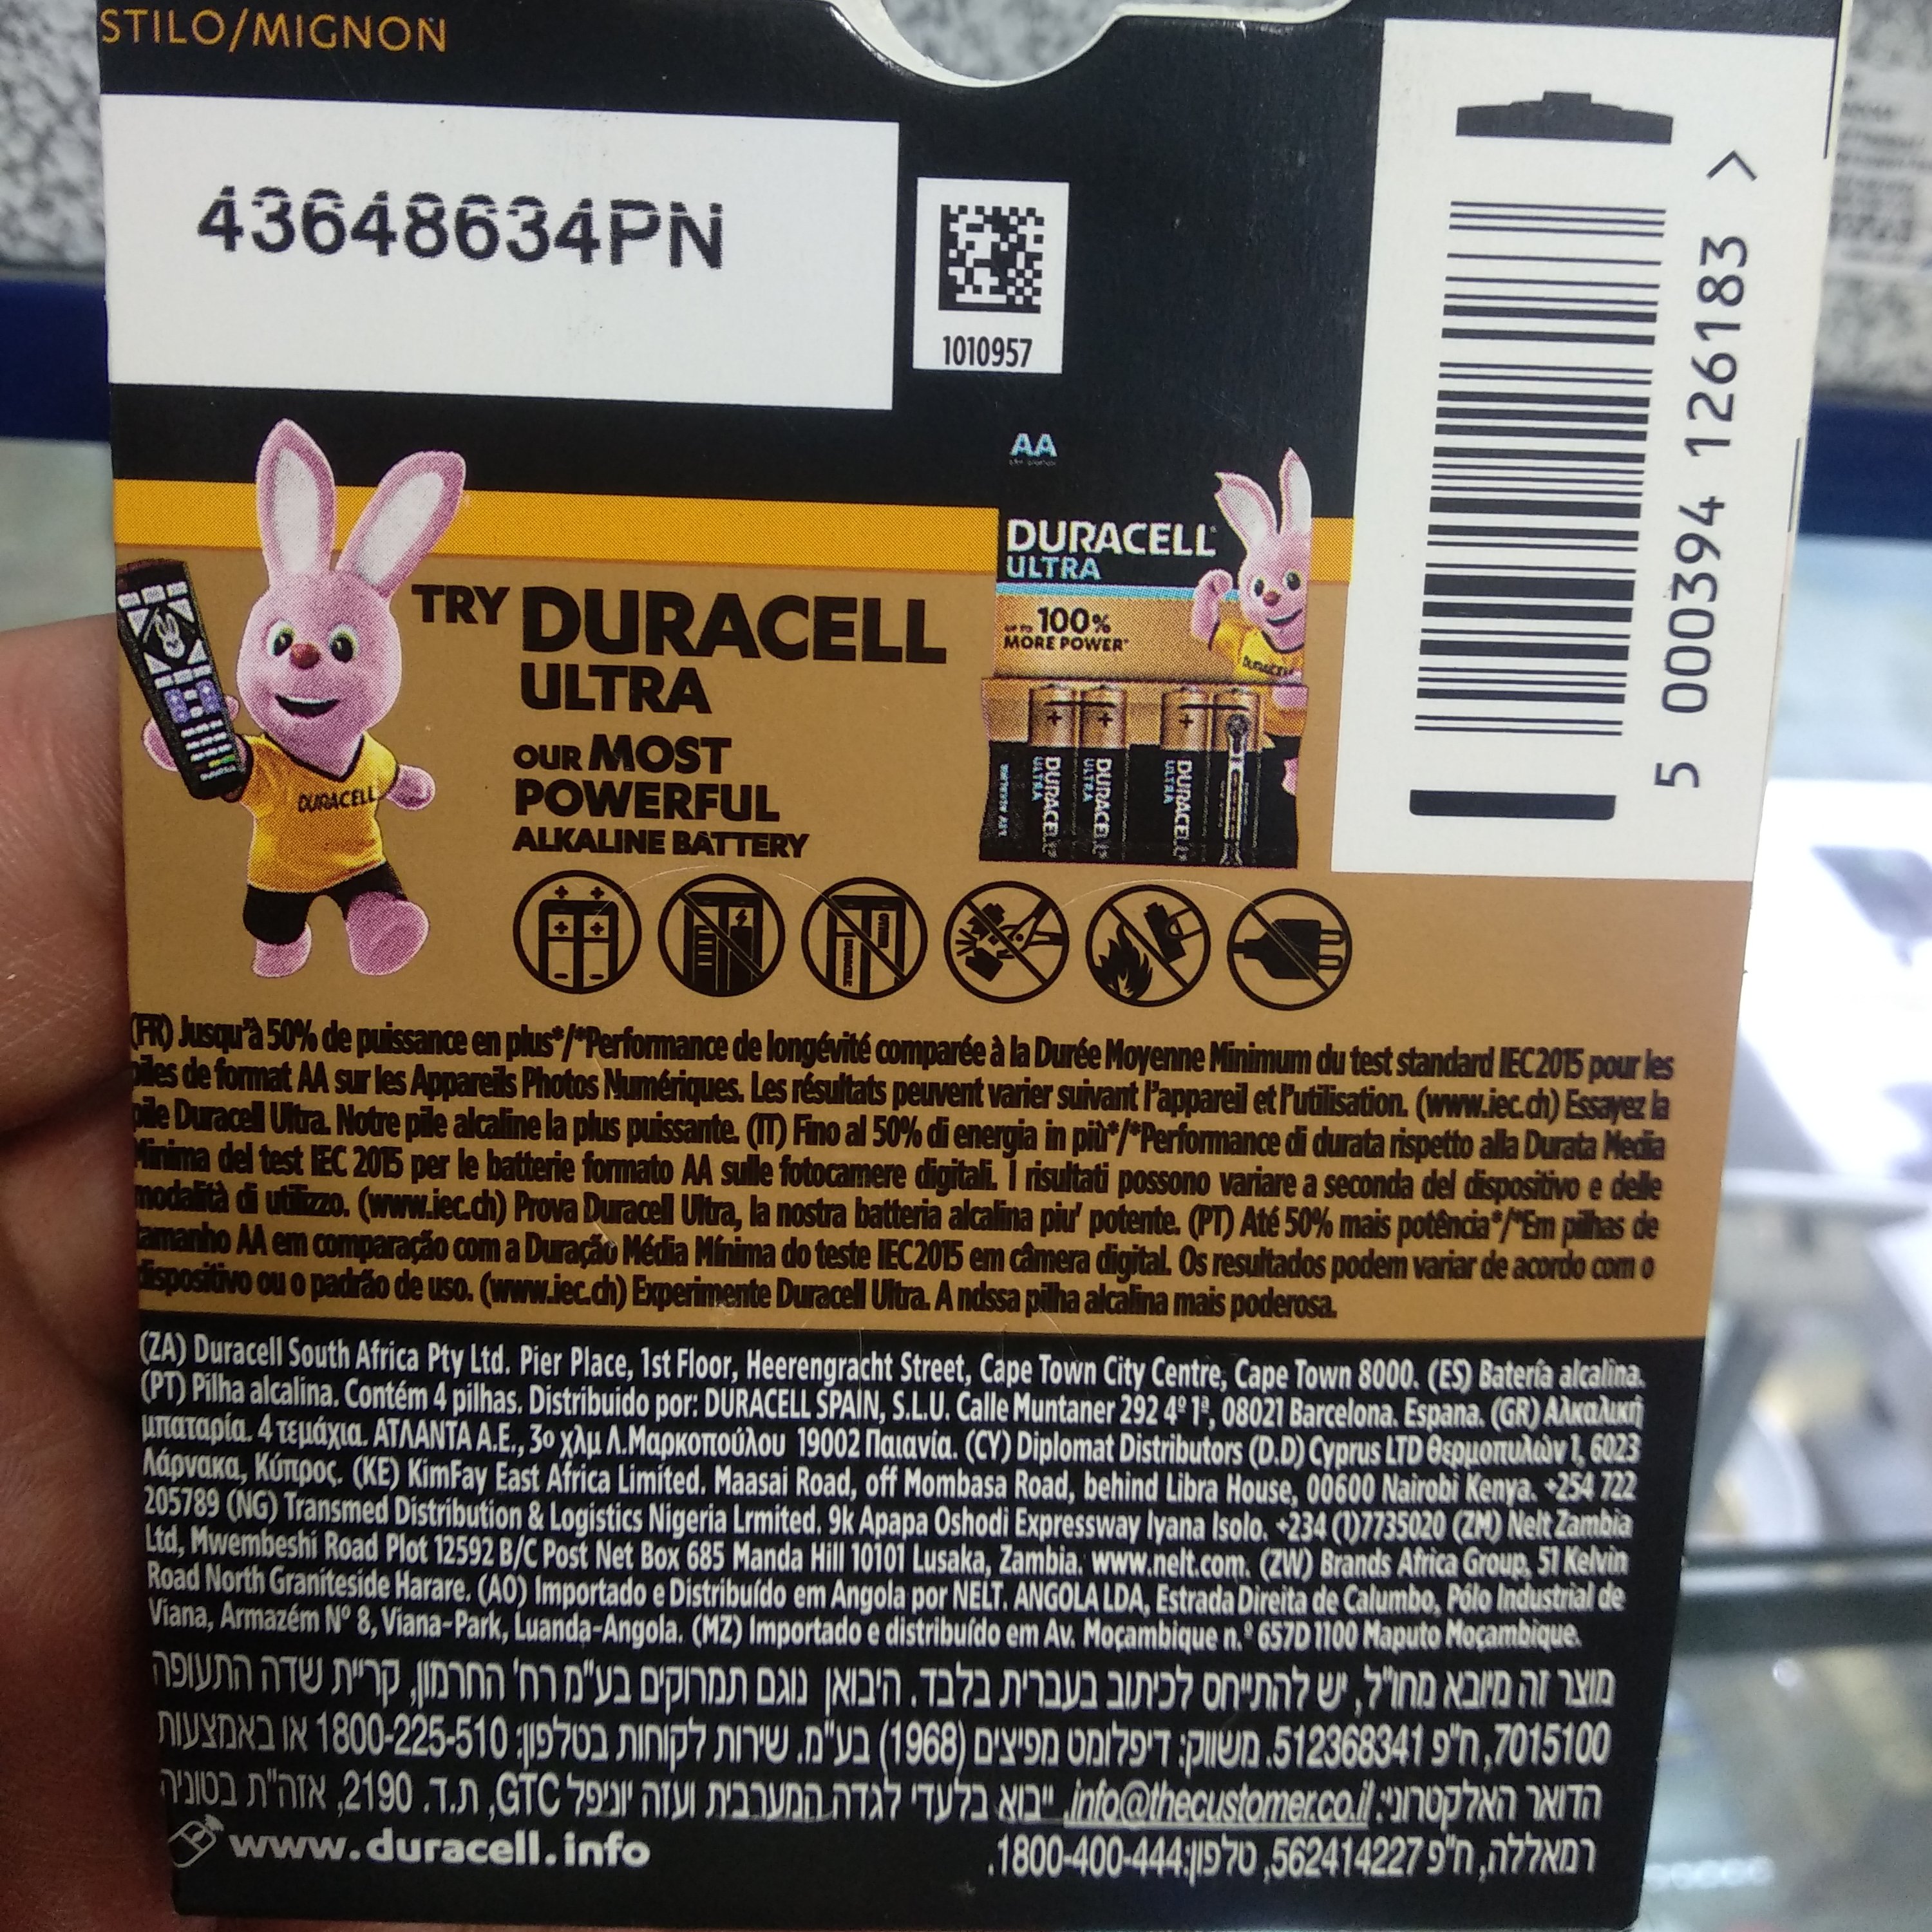 STILO/MIGNON
43648634PN
1010957
5 000394 126183 >
AA
DURACELL
ULTRA
UP TO 100%
MORE POWER*
DURACELL
ULTRA
DURACELL
ULTRA
DURACELL
ULTRA
DURACELL
DURACELL
TRY DURACELL
ULTRA
OUR MOST
POWERFUL
ALKALINE BATTERY
(FR) Jusqu'à 50% de puissance en plus*/*Performance de longévité comparée à la Durée Moyenne Minimum du test standard IEC2015 pour les
piles de format AA sur les Appareils Photos Numériques. Les résultats peuvent varier suivant l'appareil et l'utilisation. (www.iec.ch) Essayez la
pile Duracell Ultra. Notre pile alcaline la plus puissante. (IT) Fino al 50% di energia in più*/*Performance di durata rispetto alla Durata Media
Minima del test IEC 2015 per le batterie formato AA sulle fotocamere digitali. I risultati possono variare a seconda del dispositivo e delle
modalità di utilizzo. (www.iec.ch) Prova Duracell Ultra, la nostra batteria alcalina piu' potente. (PT) Até 50% mais potência*/*Em pilhas de
tamanho AA em comparação com a Duração Média Mínima do teste IEC2015 em câmera digital. Os resultados podem variar de acordo com o
dispositivo ou o padrão de uso. (www.iec.ch) Experimente Duracell Ultra. A ndssa pilha alcalina mais poderosa.
(ZA) Duracell South Africa Pty Ltd. Pier Place, 1st Floor, Heerengracht Street, Cape Town City Centre, Cape Town 8000. (ES) Batería alcalina.
(PT) Pilha alcalina. Contém 4 pilhas. Distribuido por: DURACELL SPAIN, S.L.U. Calle Muntaner 292 4º 1ª, 08021 Barcelona. Espana. (GR) Αλκαλική
μπαταρία. 4 τεμάχια. ΑΤΛΑΝΤΑ Α.Ε., 3ο χλμ Λ.Μαρκοπούλου 19002 Παιανία. (CY) Diplomat Distributors (D.D) Cyprus LTD Θερμοπυλών 1, 6023
Λάρνακα, Κύπρος. (KE) KimFay East Africa Limited. Maasai Road, off Mombasa Road, behind Libra House, 00600 Nairobi Kenya. +254 722
205789 (NG) Transmed Distribution & Logistics Nigeria Lrmited. 9k Apapa Oshodi Expressway Iyana Isolo. +234 (1)7735020 (ZM) Nelt Zambia
Ltd, Mwembeshi Road Plot 12592 B/C Post Net Box 685 Manda Hill 10101 Lusaka, Zambia. www.nelt.com. (ZW) Brands Africa Group, 51 Kelvin
Road North Graniteside Harare. (AO) Importado e Distribuído em Angola por NELT. ANGOLA LDA, Estrada Direita de Calumbo, Pólo Industrial de
Viana, Armazém Nº 8, Viana-Park, Luanda-Angola. (MZ) Importado e distribuído em Av. Moçambique n.º 657D 1100 Maputo Moçambique.
מוצר זה מיובא מחו"ל, יש להתייחס לכיתוב בעברית בלבד. היבואן נוגם תמרוקים בע"מ רח' החרמון, קריית שדה התעופה
7015100, ח"פ 512368341. משווק: דיפלומט מפיצים (1968) בע"מ. שירות לקוחות בטלפון: 1800-225-510 או באמצעות
הדואר האלקטרוני: info@thecustomer.co.il. "יבוא בלעדי לגדה המערבית ועזה יוניפל GTC, ת.ד. 2190, אזה"ת בטוניה
רמאללה, ח"פ 562414227, טלפון:1800-400-444.
www.duracell.info